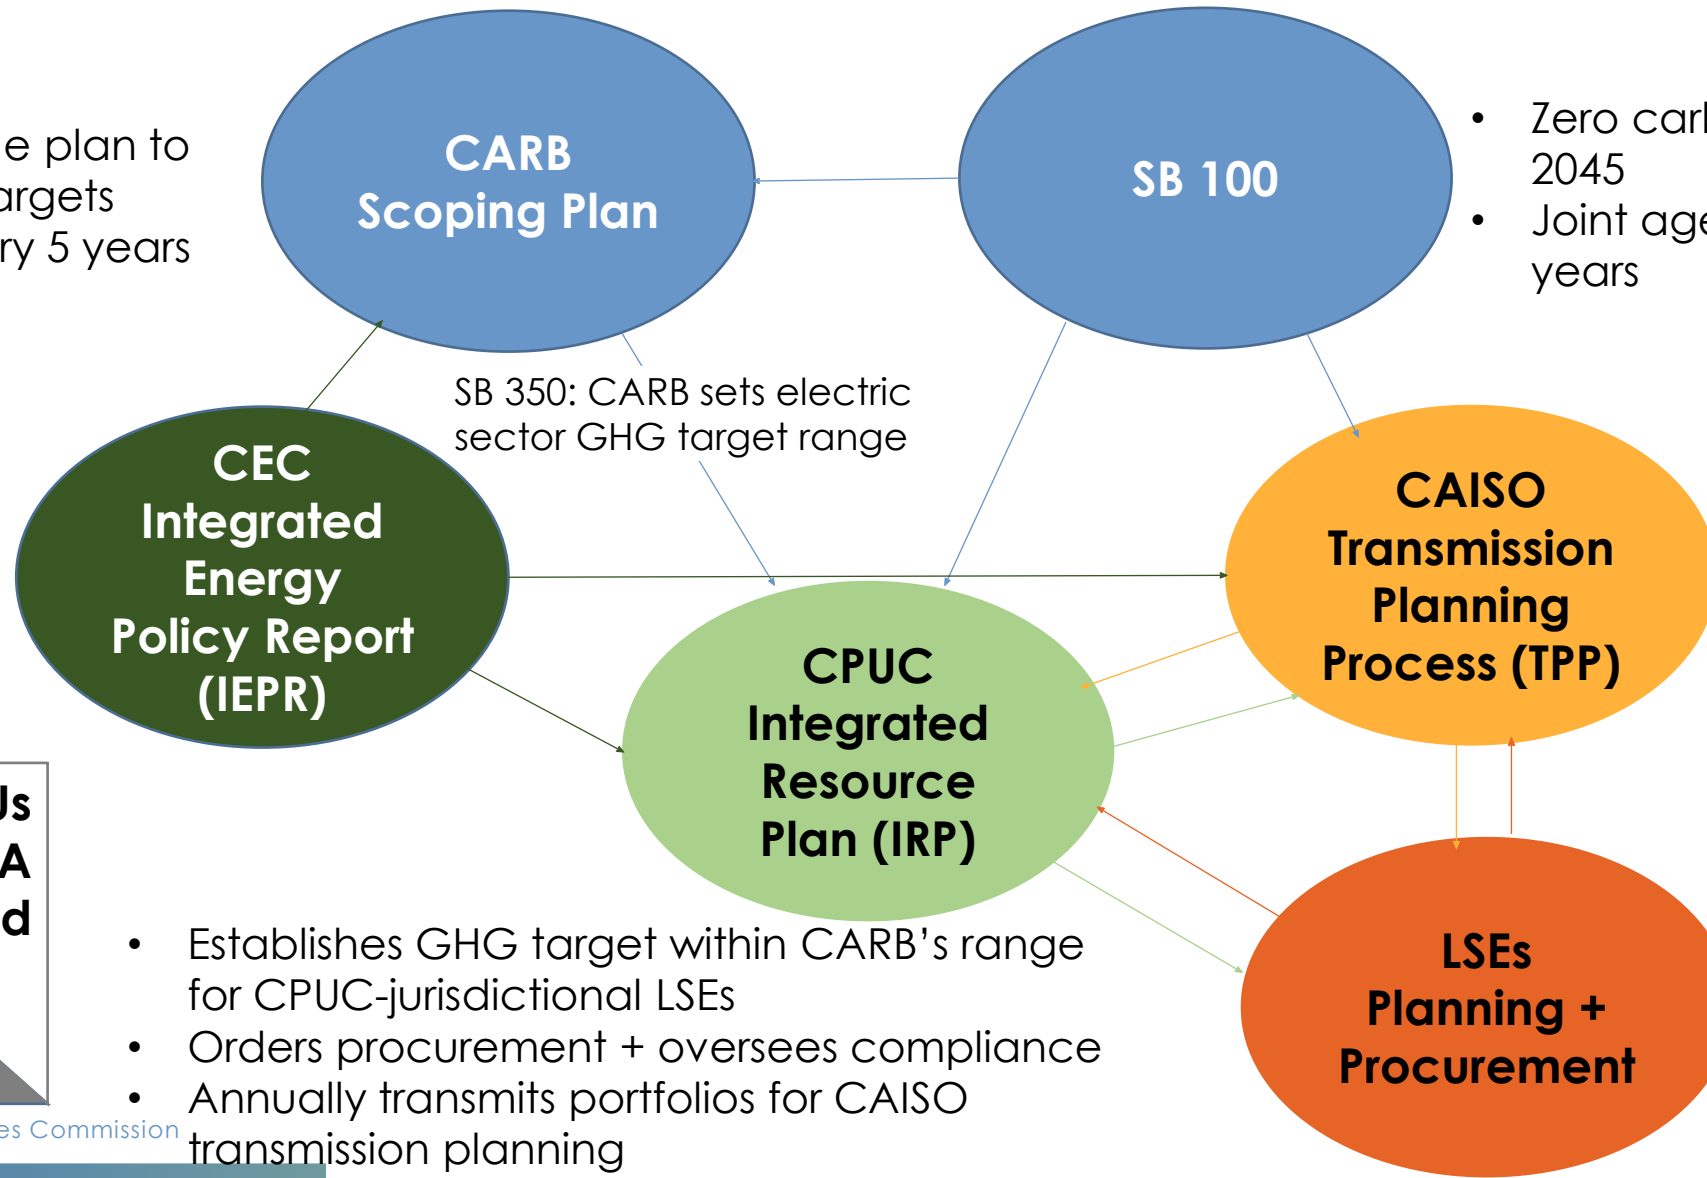 CARB
Scoping Plan
SB 100
e plan to
argets
ry 5 years
• Zero carl
2045
• Joint age
years
SB 350: CARB sets electric
sector GHG target range
CEC
Integrated
Energy
Policy Report
(IEPR)
CAISO
Transmission
Planning
Process (TPP)
CPUC
Integrated
Resource
Plan (IRP)
Us
A
d
LSEs
Planning +
Procurement
• Establishes GHG target within CARB’s range
for CPUC-jurisdictional LSEs
• Orders procurement + oversees compliance
• Annually transmits portfolios for CAISO
transmission planning
es Commission